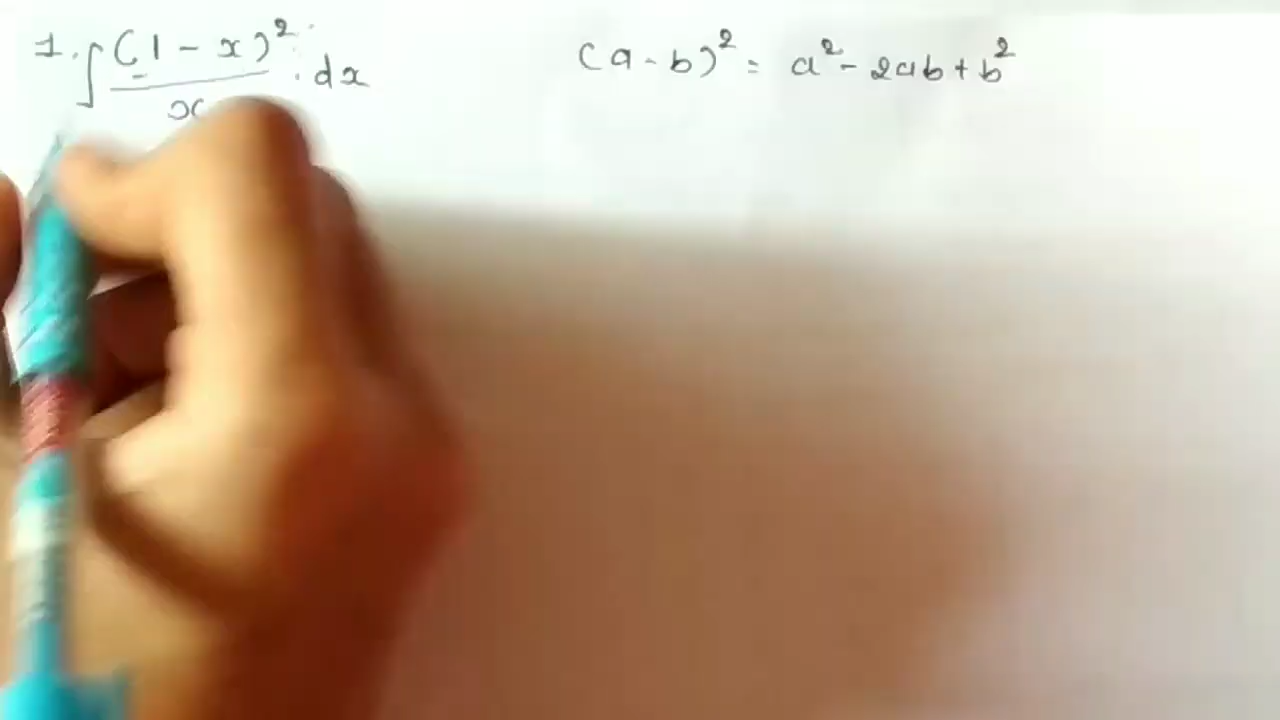 1. ∫ (1 - x)² / x . dx
(a - b)² = a² - 2ab + b²